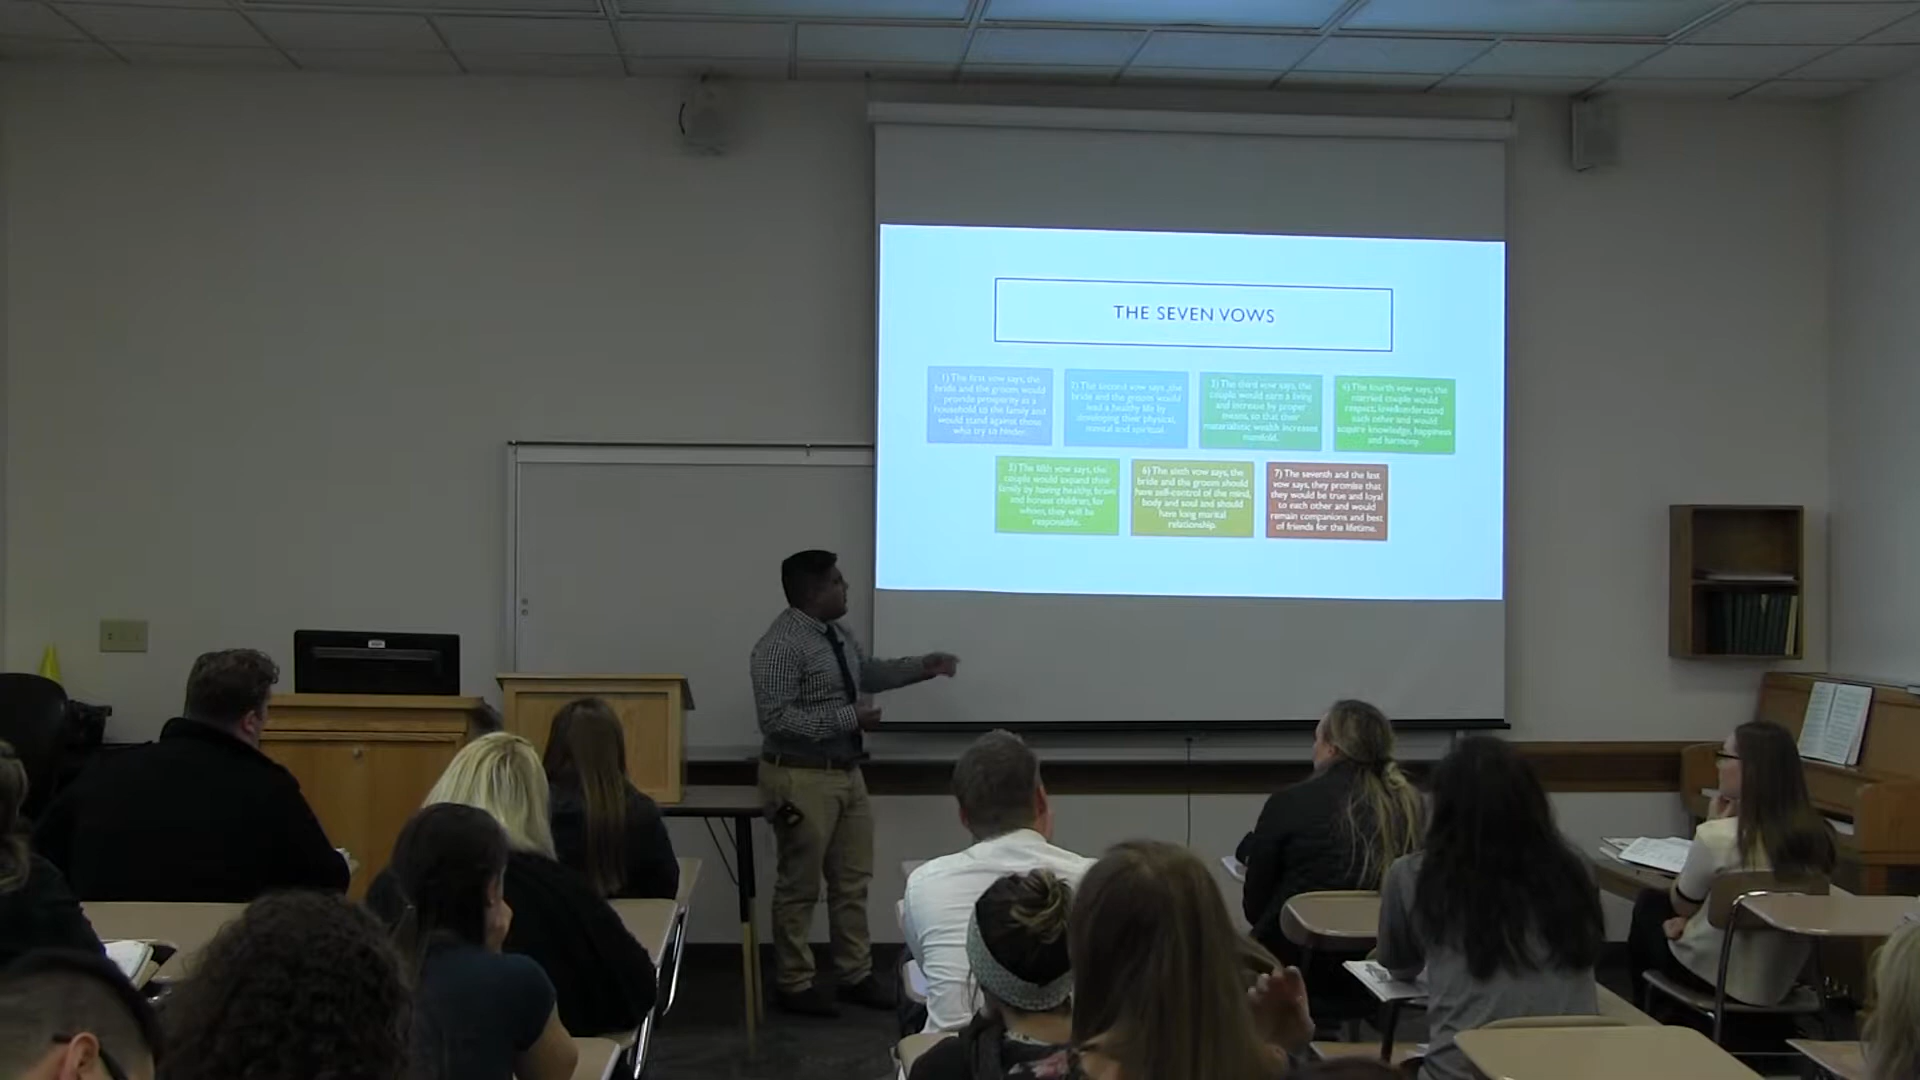 THE SEVEN VOWS
1) The first vow says, the
bride and the groom would
provide prosperity as a
household to the family and
would stand against those
who try to hinder.
2) The second vow says ,the
bride and the groom would
lead a healthy life by
developing their physical,
mental and spiritual.
3) The third vow says, the
couple would earn a living
and increase by proper
means, so that their
materialistic wealth increases
manifold.
4) The fourth vow says, the
married couple would
respect, love&understand
each other and would
acquire knowledge, happiness
and harmony.
5) The fifth vow says, the
couple would expand their
family by having healthy, brave
and honest children, for
whom, they will be
responsible.
6) The sixth vow says, the
bride and the groom should
have self-control of the mind,
body and soul and should
have long marital
relationship.
7) The seventh and the last
vow says, they promise that
they would be true and loyal
to each other and would
remain companions and best
of friends for the lifetime.